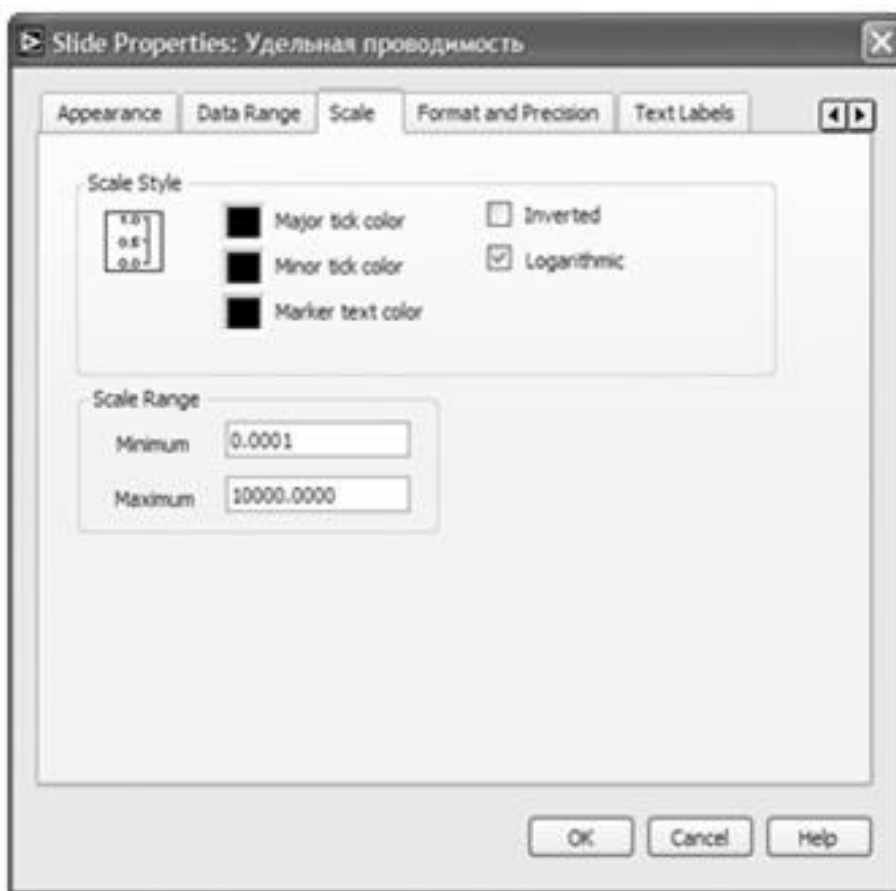 Slide Properties: Удельная проводимость
Appearance Data Range Scale Format and Precision Text Labels
Scale Style
1.0
0.5
0.0
Major tick color
Minor tick color
Marker text color
Inverted
Logarithmic
Scale Range
Minimum 0.0001
Maximum 10000.0000
OK Cancel Help